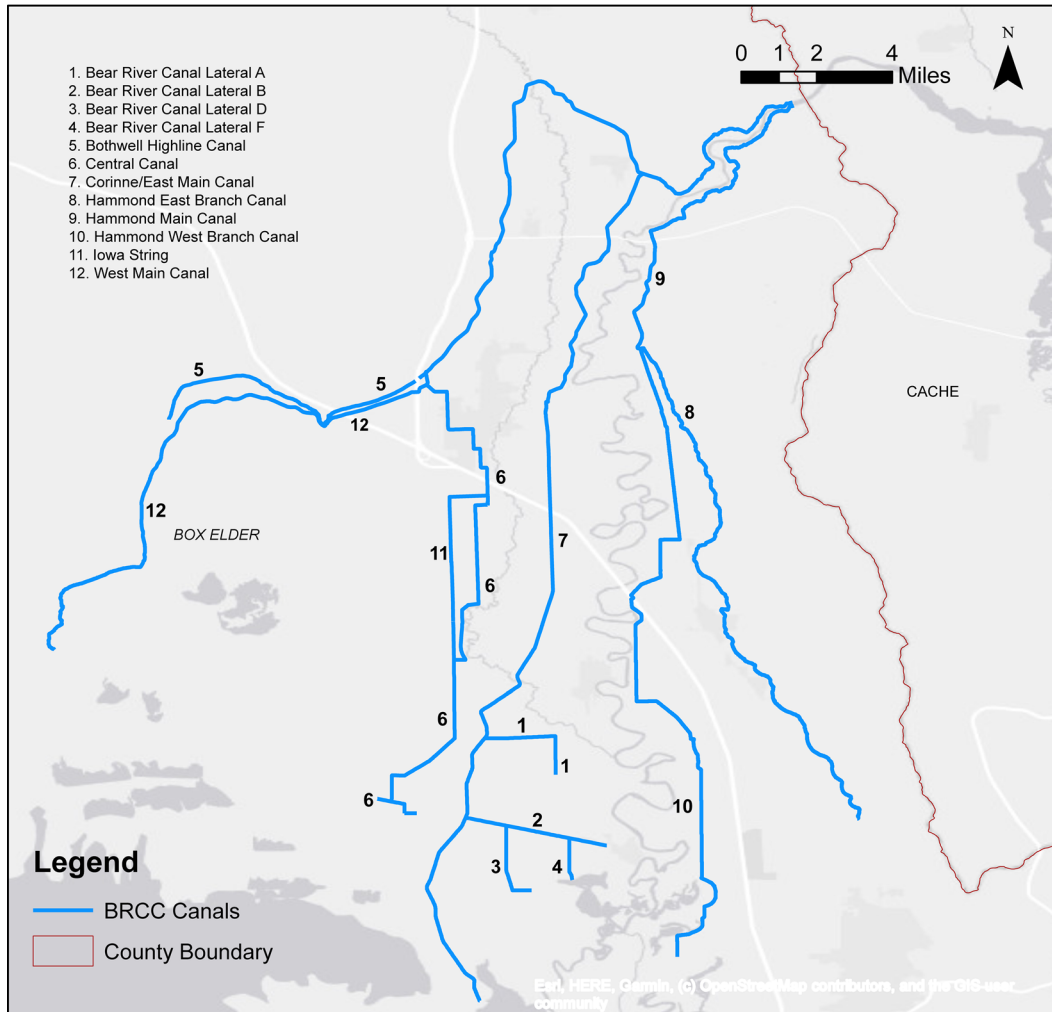 N
0 1 2 4
Miles
1. Bear River Canal Lateral A
2. Bear River Canal Lateral B
3. Bear River Canal Lateral D
4. Bear River Canal Lateral F
5. Bothwell Highline Canal
6. Central Canal
7. Corinne/East Main Canal
8. Hammond East Branch Canal
9. Hammond Main Canal
10. Hammond West Branch Canal
11. Iowa String
12. West Main Canal
9
5
5
12
CACHE
8
6
12
BOX ELDER
11
7
6
6
1
1
6
10
2
3
4
Legend
BRCC Canals
County Boundary
Esri, HERE, Garmin, (c) OpenStreetMap contributors, and the GIS user
community